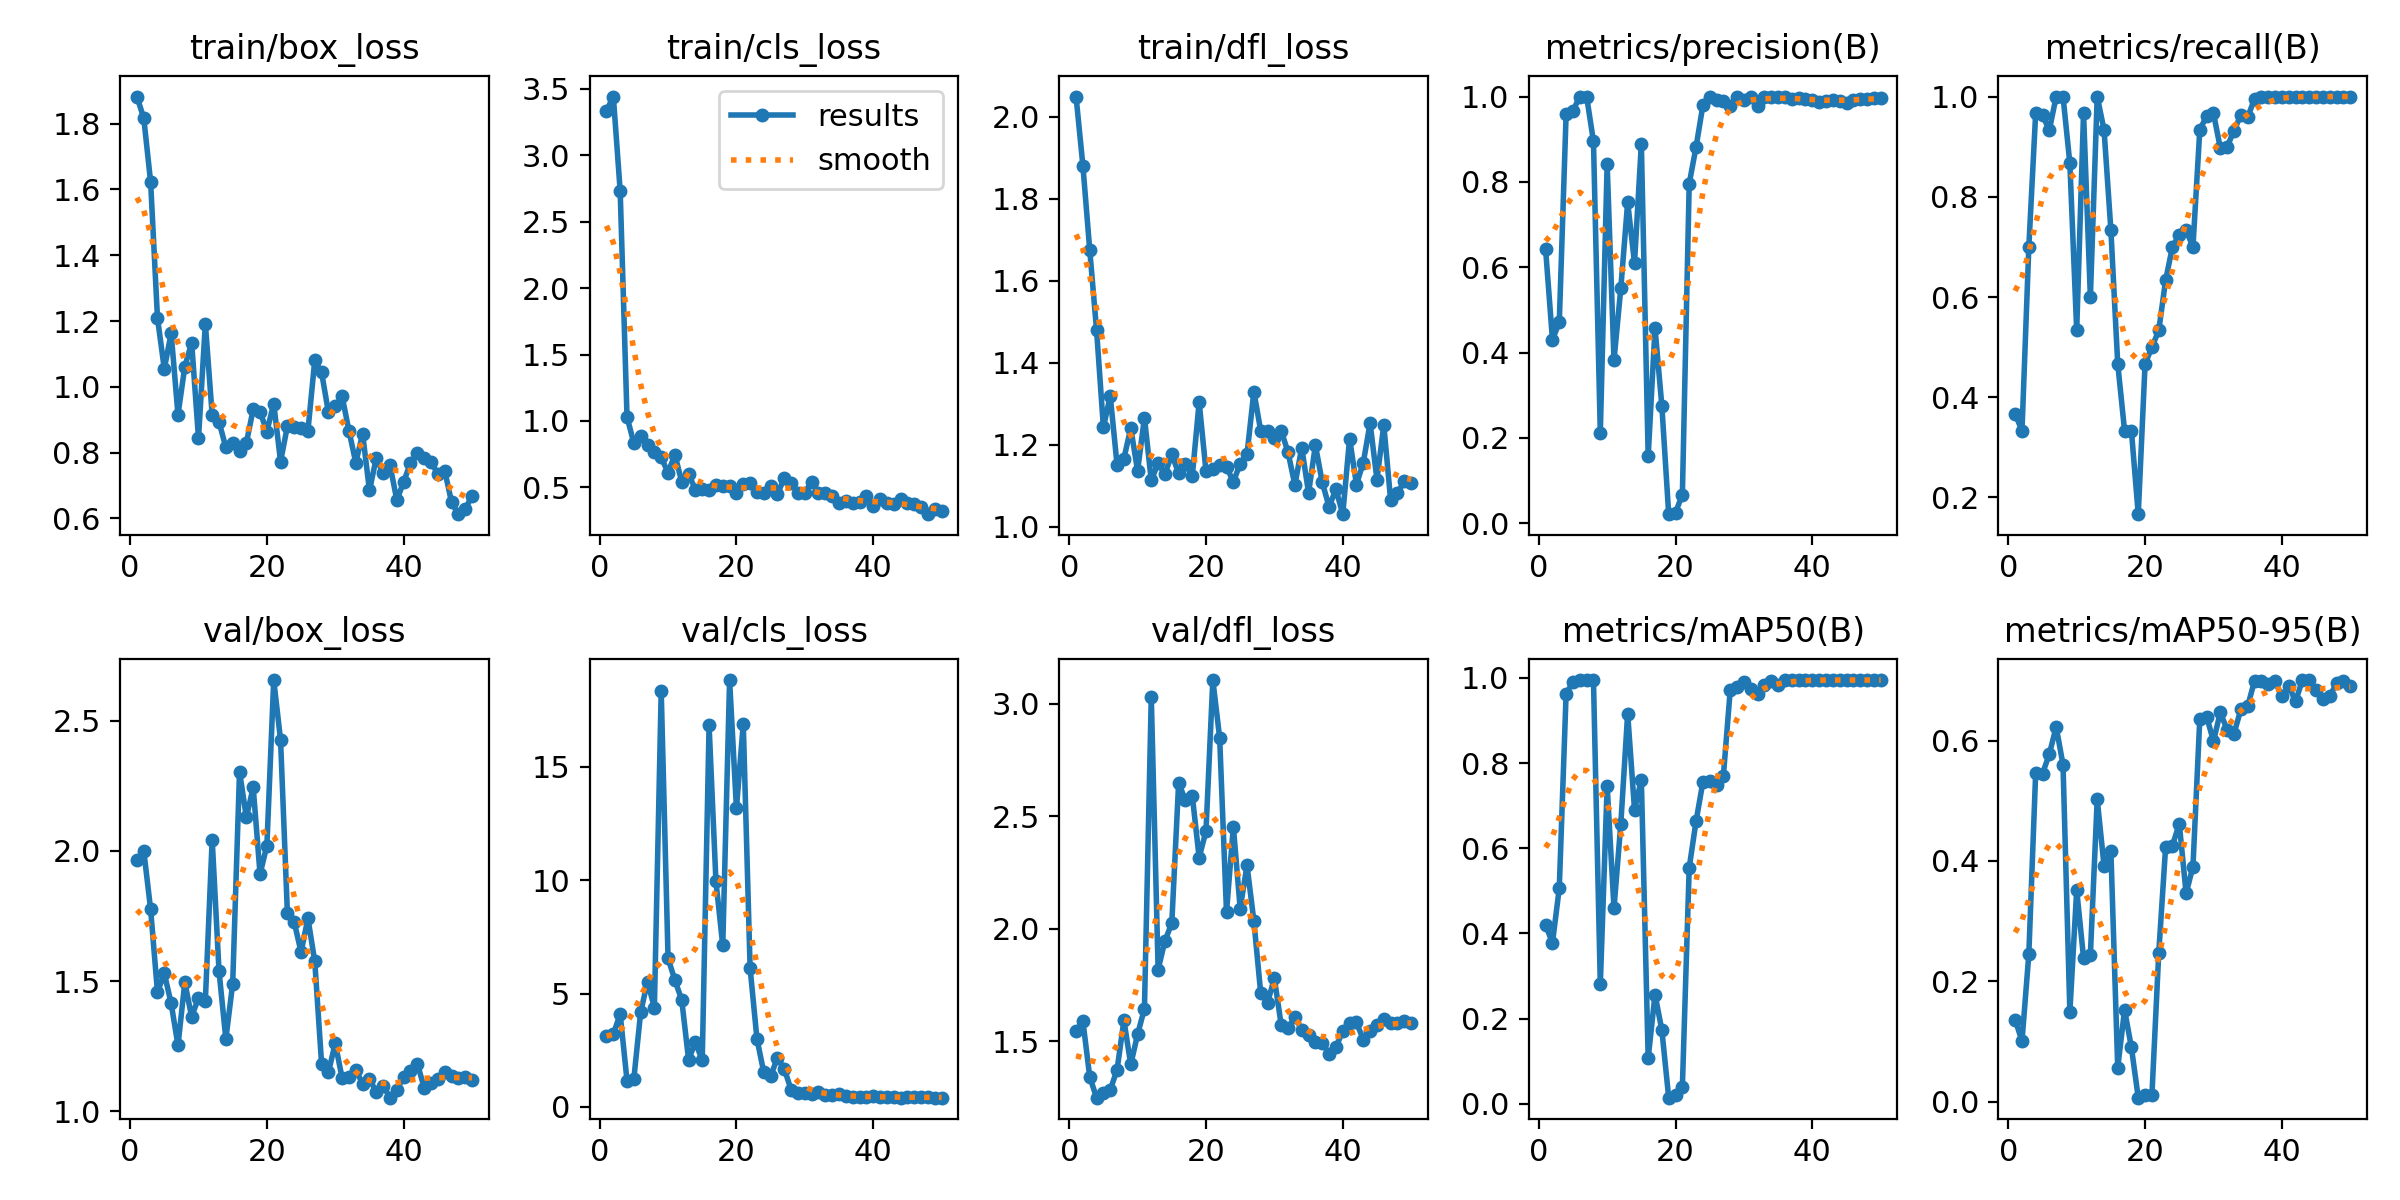 train/box_loss
1.8
1.6
1.4
1.2
1.0
0.8
0.6
0 20 40
train/cls_loss
results
smooth
3.5
3.0
2.5
2.0
1.5
1.0
0.5
0 20 40
train/dfl_loss
2.0
1.8
1.6
1.4
1.2
1.0
0 20 40
metrics/precision(B)
1.0
0.8
0.6
0.4
0.2
0.0
0 20 40
metrics/recall(B)
1.0
0.8
0.6
0.4
0.2
0 20 40
val/box_loss
2.5
2.0
1.5
1.0
0 20 40
val/cls_loss
15
10
5
0
0 20 40
val/dfl_loss
3.0
2.5
2.0
1.5
0 20 40
metrics/mAP50(B)
1.0
0.8
0.6
0.4
0.2
0.0
0 20 40
metrics/mAP50-95(B)
0.6
0.4
0.2
0.0
0 20 40